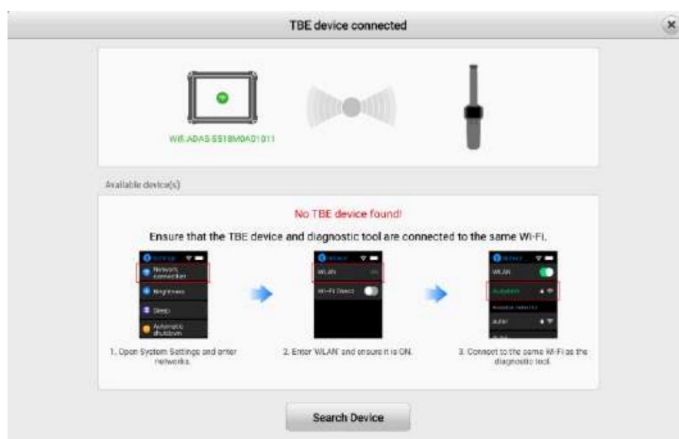 TBE device connected
Wifi:ADAS-5518M0A01011
Available device(s)
No TBE device found!
Ensure that the TBE device and diagnostic tool are connected to the same Wi-Fi.
Network connection
Brightness
Sleep
Automatic shutdown
WLAN
Wi-Fi Direct
WLAN
1. Open System Settings and enter networks.
2. Enter 'WLAN' and ensure it is ON.
3. Connect to the same Wi-Fi as the diagnostic tool.
Search Device